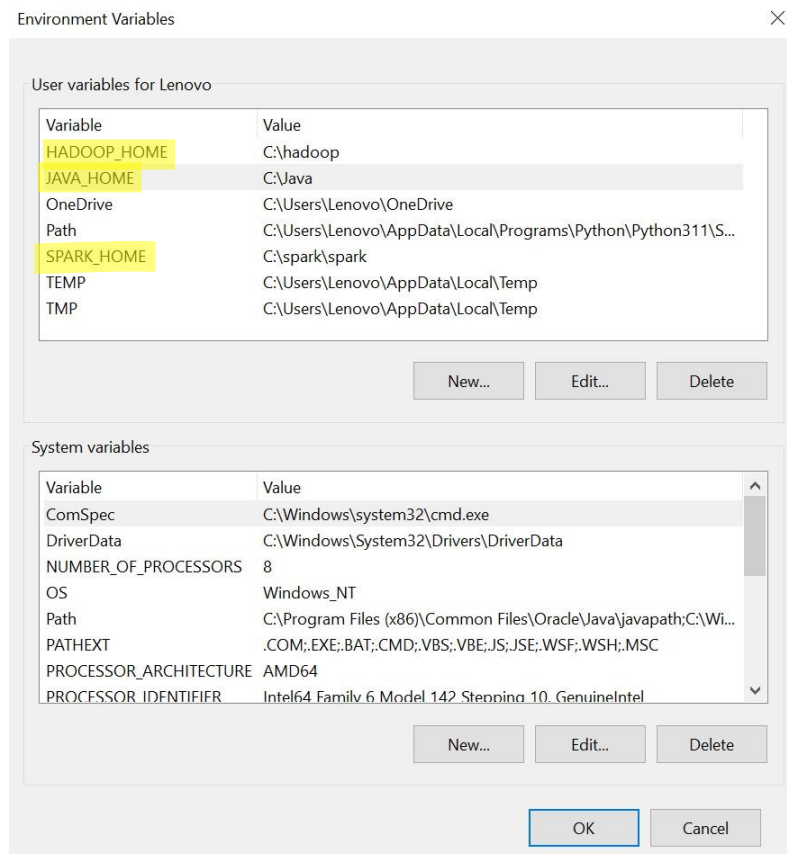 Environment Variables
User variables for Lenovo
Variable Value
HADOOP_HOME C:\hadoop
JAVA_HOME C:\Java
OneDrive C:\Users\Lenovo\OneDrive
Path C:\Users\Lenovo\AppData\Local\Programs\Python\Python311\S...
SPARK_HOME C:\spark\spark
TEMP C:\Users\Lenovo\AppData\Local\Temp
TMP C:\Users\Lenovo\AppData\Local\Temp
New... Edit... Delete
System variables
Variable Value
ComSpec C:\Windows\system32\cmd.exe
DriverData C:\Windows\System32\Drivers\DriverData
NUMBER_OF_PROCESSORS 8
OS Windows_NT
Path C:\Program Files (x86)\Common Files\Oracle\Java\javapath;C:\Wi...
PATHEXT .COM;.EXE;.BAT;.CMD;.VBS;.VBE;.JS;.JSE;.WSF;.WSH;.MSC
PROCESSOR_ARCHITECTURE AMD64
PROCESSOR_IDENTIFIER Intel64 Family 6 Model 142 Stepping 10, GenuineIntel
New... Edit... Delete
OK Cancel